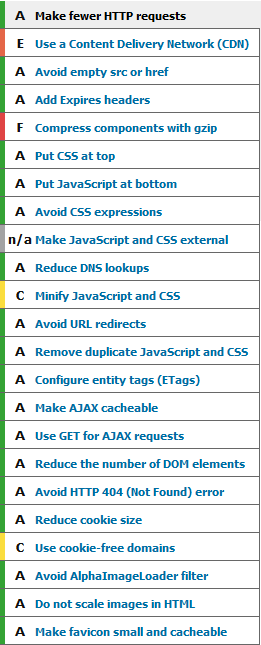 A Make fewer HTTP requests
E Use a Content Delivery Network (CDN)
A Avoid empty src or href
A Add Expires headers
F Compress components with gzip
A Put CSS at top
A Put JavaScript at bottom
A Avoid CSS expressions
n/a Make JavaScript and CSS external
A Reduce DNS lookups
C Minify JavaScript and CSS
A Avoid URL redirects
A Remove duplicate JavaScript and CSS
A Configure entity tags (ETags)
A Make AJAX cacheable
A Use GET for AJAX requests
A Reduce the number of DOM elements
A Avoid HTTP 404 (Not Found) error
A Reduce cookie size
C Use cookie-free domains
A Avoid AlphaImageLoader filter
A Do not scale images in HTML
A Make favicon small and cacheable